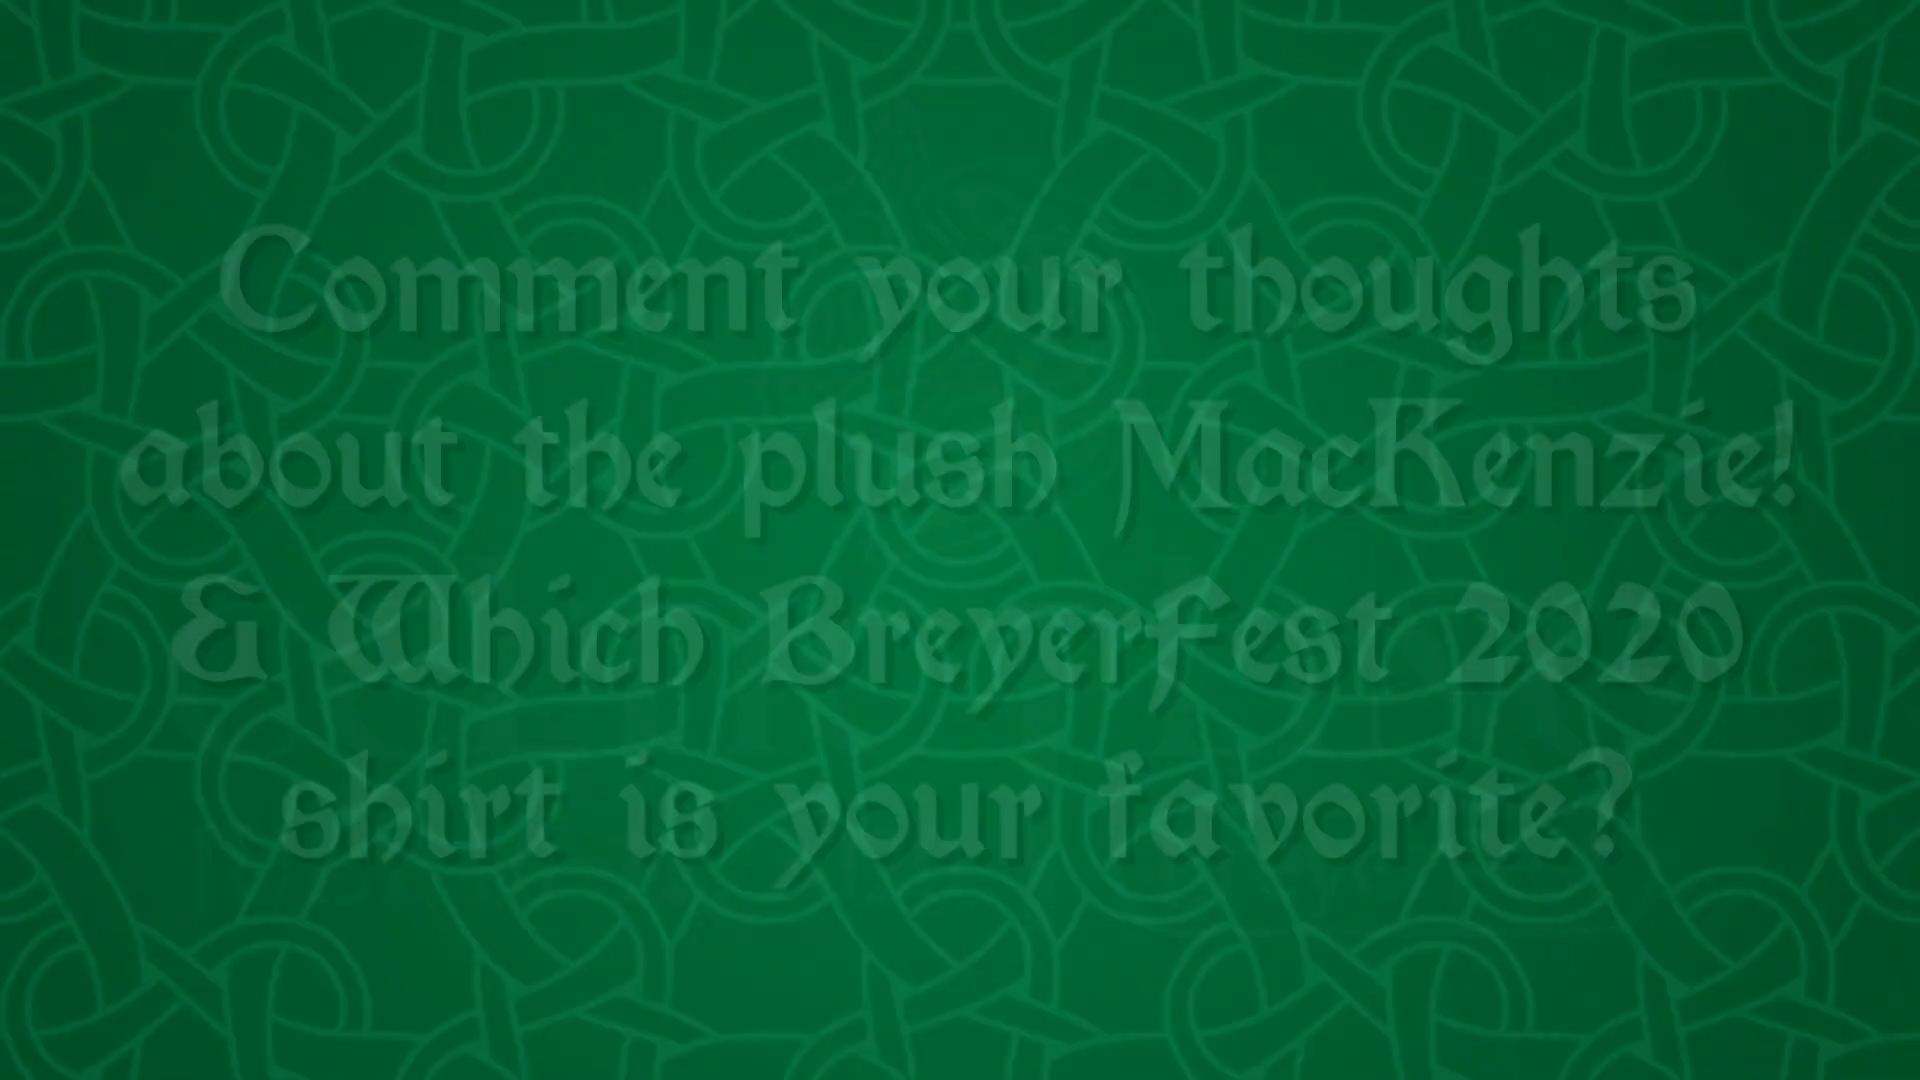 Comment your thoughts
about the plush MacKenzie!
& Which BreyerFest 2020
shirt is your favorite?